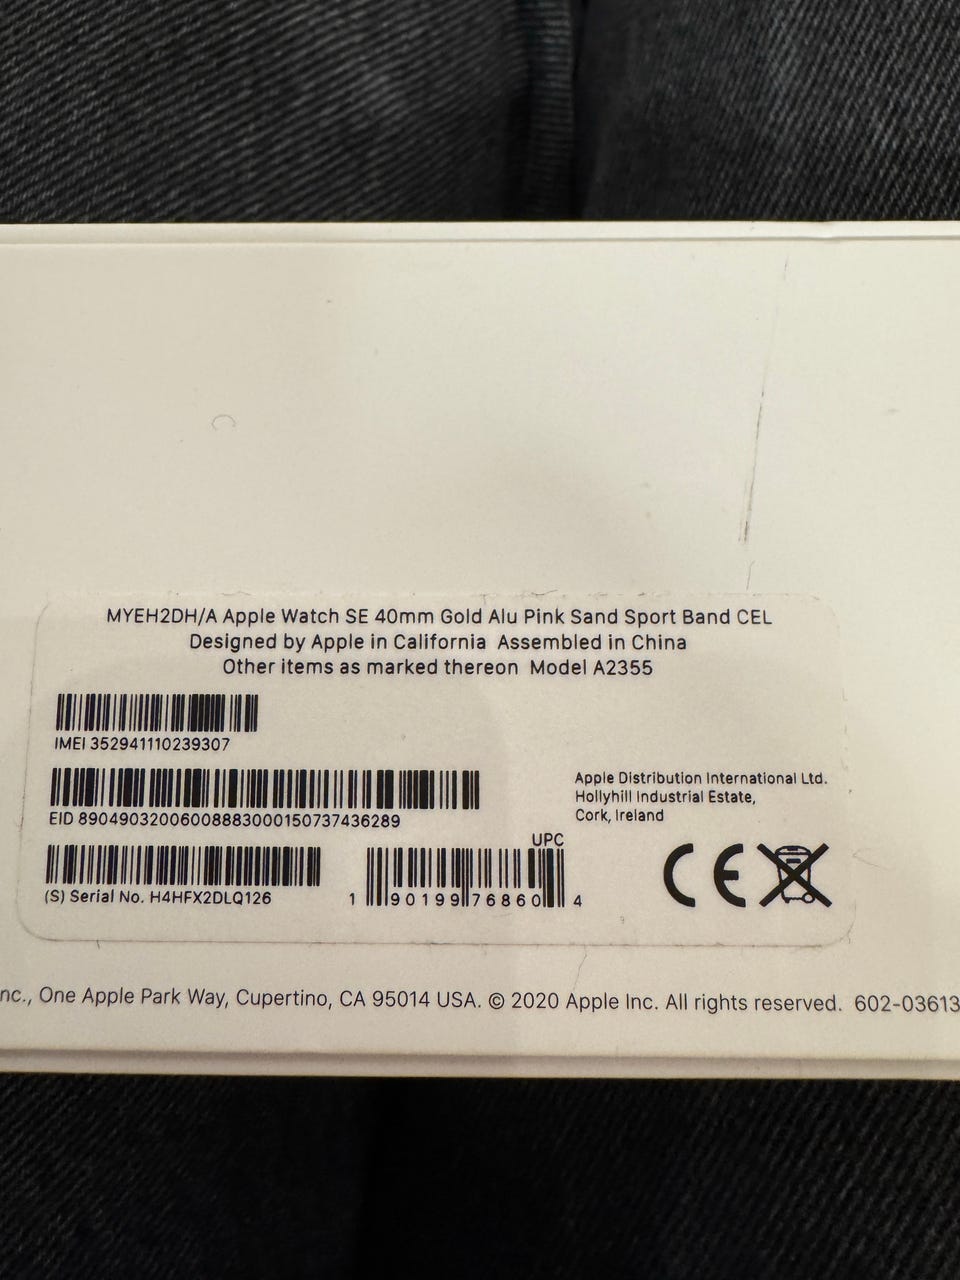 MYEH2DH/A Apple Watch SE 40mm Gold Alu Pink Sand Sport Band CEL
Designed by Apple in California Assembled in China
Other items as marked thereon Model A2355
IMEI 352941110239307
EID 89049032006008883000150737436289
Apple Distribution International Ltd.
Hollyhill Industrial Estate,
Cork, Ireland
(S) Serial No. H4HFX2DLQ126
UPC
1 90199 76860 4
CE
nc., One Apple Park Way, Cupertino, CA 95014 USA. © 2020 Apple Inc. All rights reserved. 602-03613